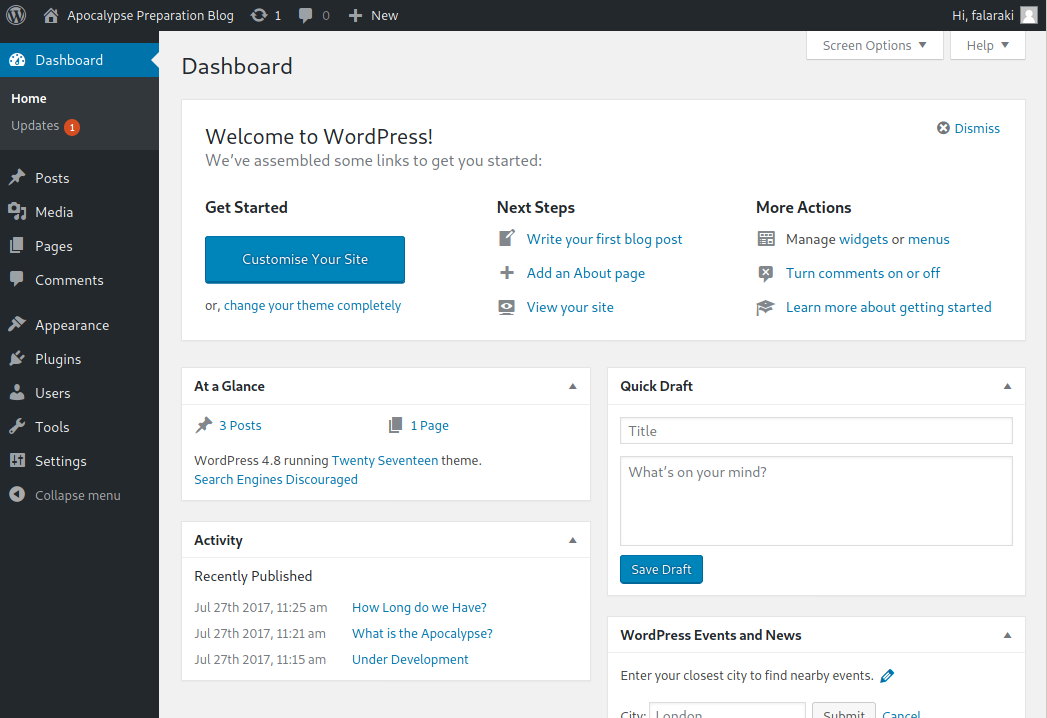 Apocalypse Preparation Blog 1 0 New Hi, falaraki
Screen Options Help
Dashboard
Home
Updates 1
Posts
Media
Pages
Comments
Appearance
Plugins
Users
Tools
Settings
Collapse menu
Dashboard
Welcome to WordPress!
Dismiss
We've assembled some links to get you started:
Get Started
Customise Your Site
or, change your theme completely
Next Steps
Write your first blog post
Add an About page
View your site
More Actions
Manage widgets or menus
Turn comments on or off
Learn more about getting started
At a Glance
3 Posts 1 Page
WordPress 4.8 running Twenty Seventeen theme.
Search Engines Discouraged
Activity
Recently Published
Jul 27th 2017, 11:25 am How Long do we Have?
Jul 27th 2017, 11:21 am What is the Apocalypse?
Jul 27th 2017, 11:15 am Under Development
Quick Draft
Title
What's on your mind?
Save Draft
WordPress Events and News
Enter your closest city to find nearby events.
City: London Submit Cancel